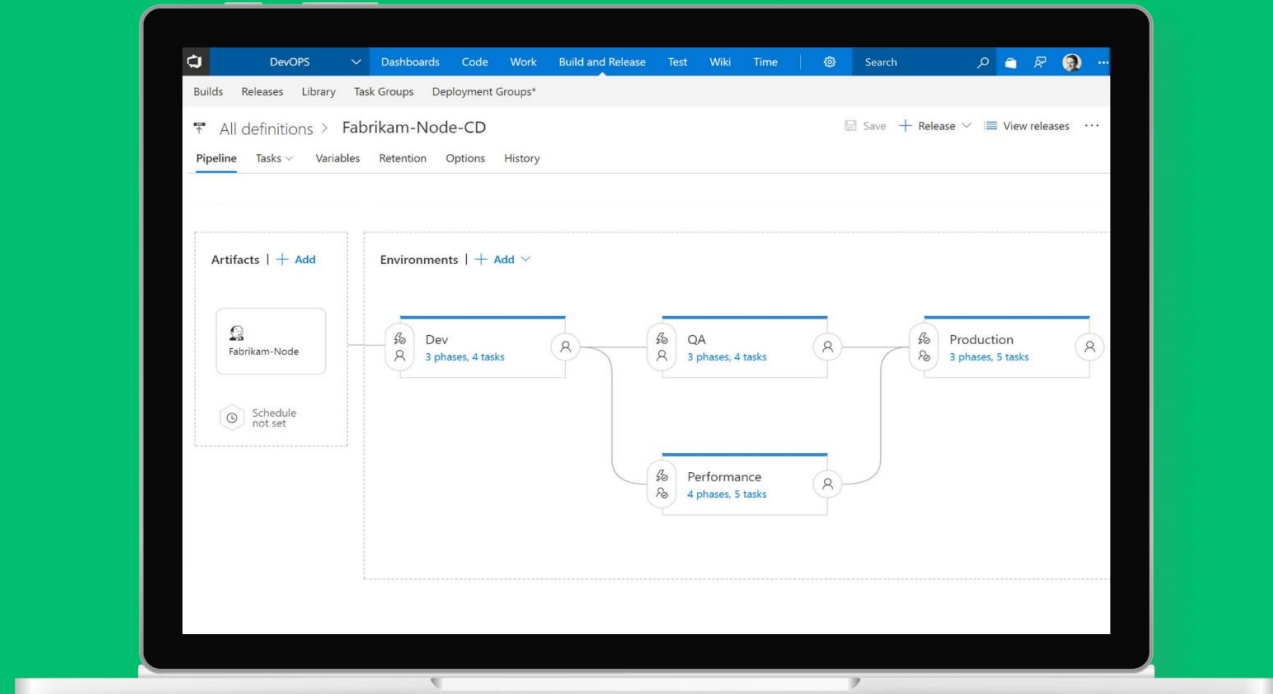 DevOPS Dashboards Code Work Build and Release Test Wiki Time Search
Builds Releases Library Task Groups Deployment Groups*
All definitions > Fabrikam-Node-CD Save + Release View releases ...
Pipeline Tasks Variables Retention Options History
Artifacts | + Add Environments | + Add
Dev
3 phases, 4 tasks
QA
3 phases, 4 tasks
Production
3 phases, 5 tasks
Fabrikam-Node
Schedule
not set
Performance
4 phases, 5 tasks